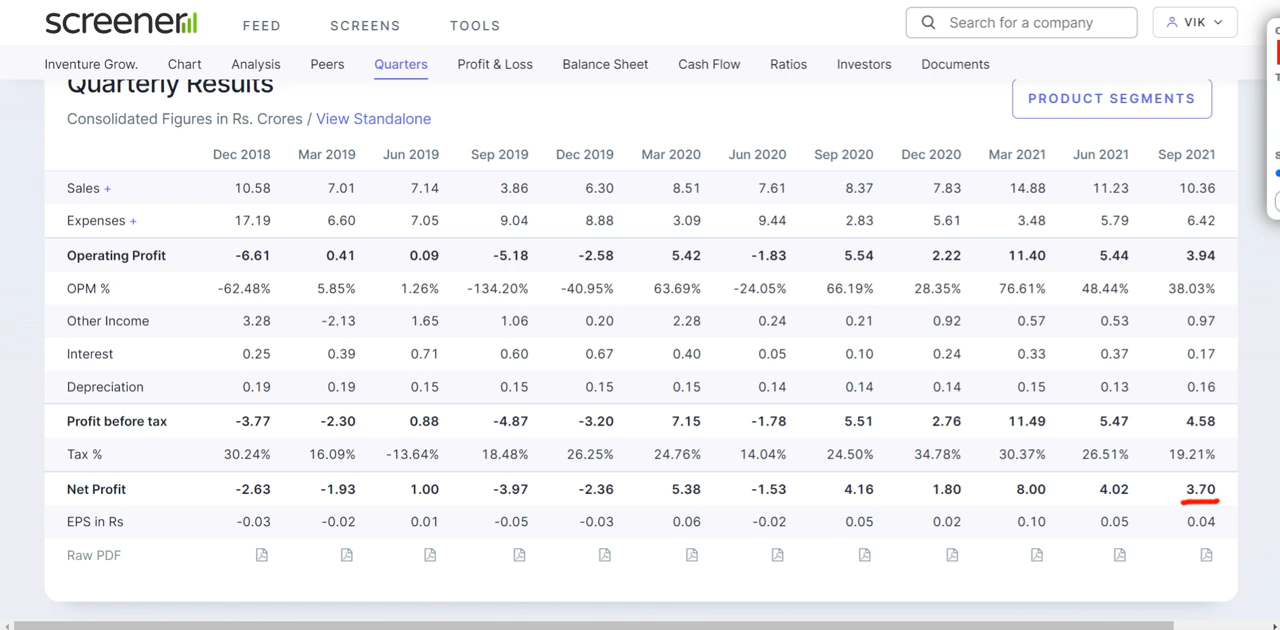 screener FEED SCREENS TOOLS Search for a company VIK
Inventure Grow. Chart Analysis Peers Quarters Profit & Loss Balance Sheet Cash Flow Ratios Investors Documents
Quarterly Results
PRODUCT SEGMENTS
Consolidated Figures in Rs. Crores / View Standalone
Dec 2018 Mar 2019 Jun 2019 Sep 2019 Dec 2019 Mar 2020 Jun 2020 Sep 2020 Dec 2020 Mar 2021 Jun 2021 Sep 2021
Sales + 10.58 7.01 7.14 3.86 6.30 8.51 7.61 8.37 7.83 14.88 11.23 10.36
Expenses + 17.19 6.60 7.05 9.04 8.88 3.09 9.44 2.83 5.61 3.48 5.79 6.42
Operating Profit -6.61 0.41 0.09 -5.18 -2.58 5.42 -1.83 5.54 2.22 11.40 5.44 3.94
OPM % -62.48% 5.85% 1.26% -134.20% -40.95% 63.69% -24.05% 66.19% 28.35% 76.61% 48.44% 38.03%
Other Income 3.28 -2.13 1.65 1.06 0.20 2.28 0.24 0.21 0.92 0.57 0.53 0.97
Interest 0.25 0.39 0.71 0.60 0.67 0.40 0.05 0.10 0.24 0.33 0.37 0.17
Depreciation 0.19 0.19 0.15 0.15 0.15 0.15 0.14 0.14 0.14 0.15 0.13 0.16
Profit before tax -3.77 -2.30 0.88 -4.87 -3.20 7.15 -1.78 5.51 2.76 11.49 5.47 4.58
Tax % 30.24% 16.09% -13.64% 18.48% 26.25% 24.76% 14.04% 24.50% 34.78% 30.37% 26.51% 19.21%
Net Profit -2.63 -1.93 1.00 -3.97 -2.36 5.38 -1.53 4.16 1.80 8.00 4.02 3.70
EPS in Rs -0.03 -0.02 0.01 -0.05 -0.03 0.06 -0.02 0.05 0.02 0.10 0.05 0.04
Raw PDF